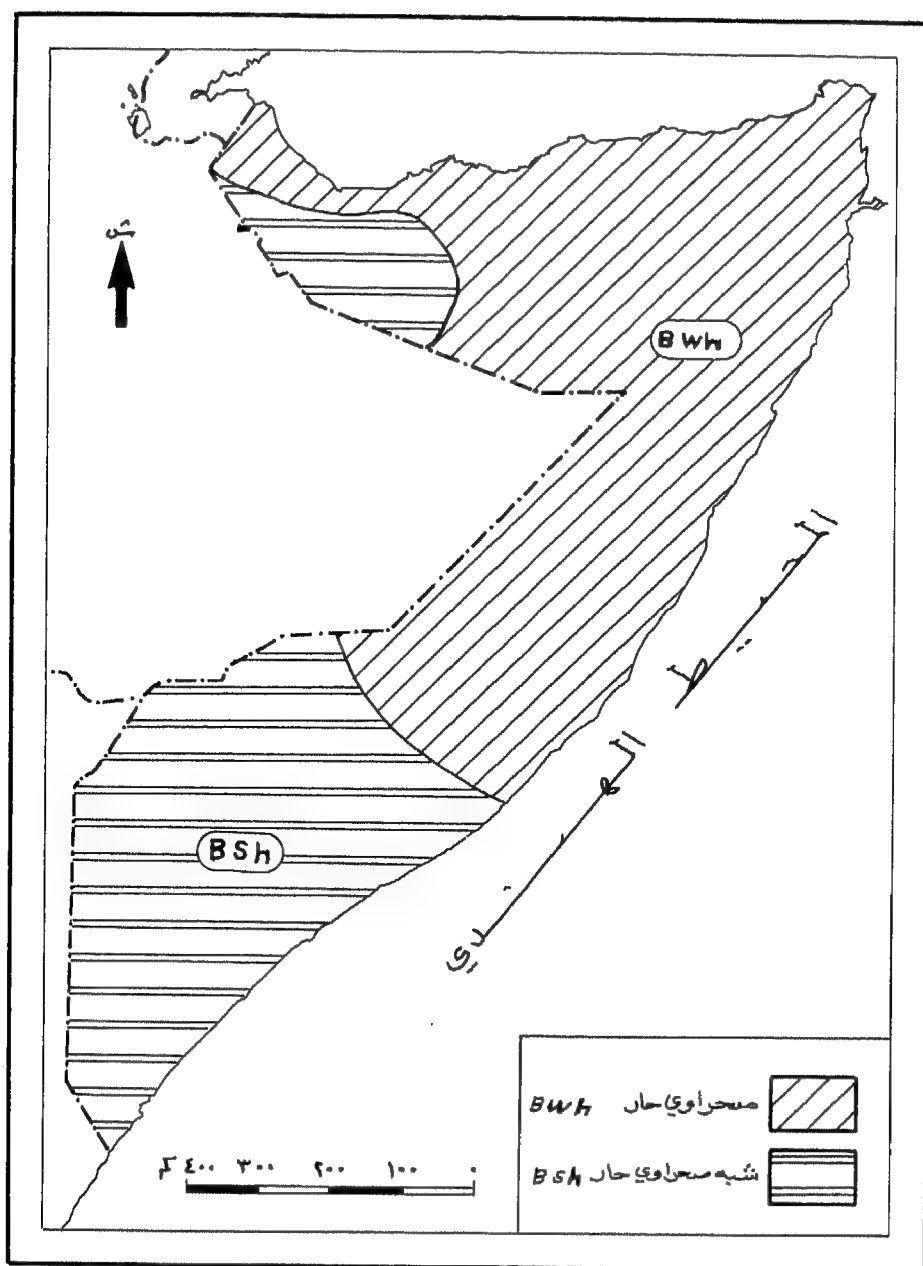 ش
BWh
المحيط
الهندي
BSh
صحراوي حار BWh
شبه صحراوي حار BSh
٠ ١٠٠ ٢٠٠ ٣٠٠ ٤٠٠ كم